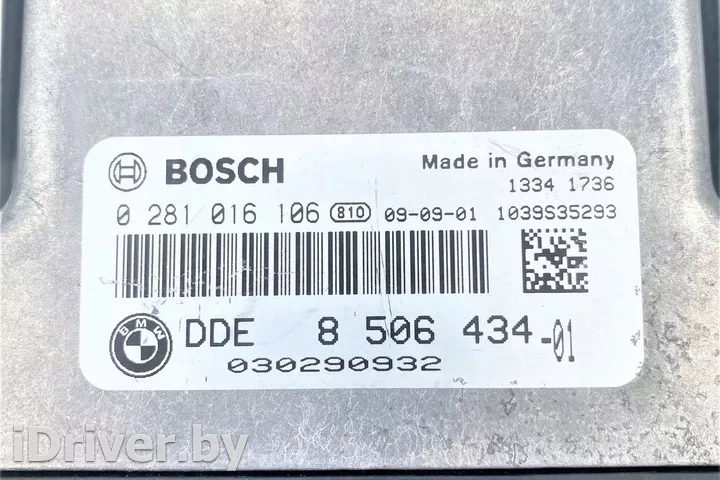 BOSCH
Made in Germany
1334 1736
0 281 016 106 810 09-09-01 1039S35293
BMW
DDE 8 506 434-01
030290932
iDriver.by